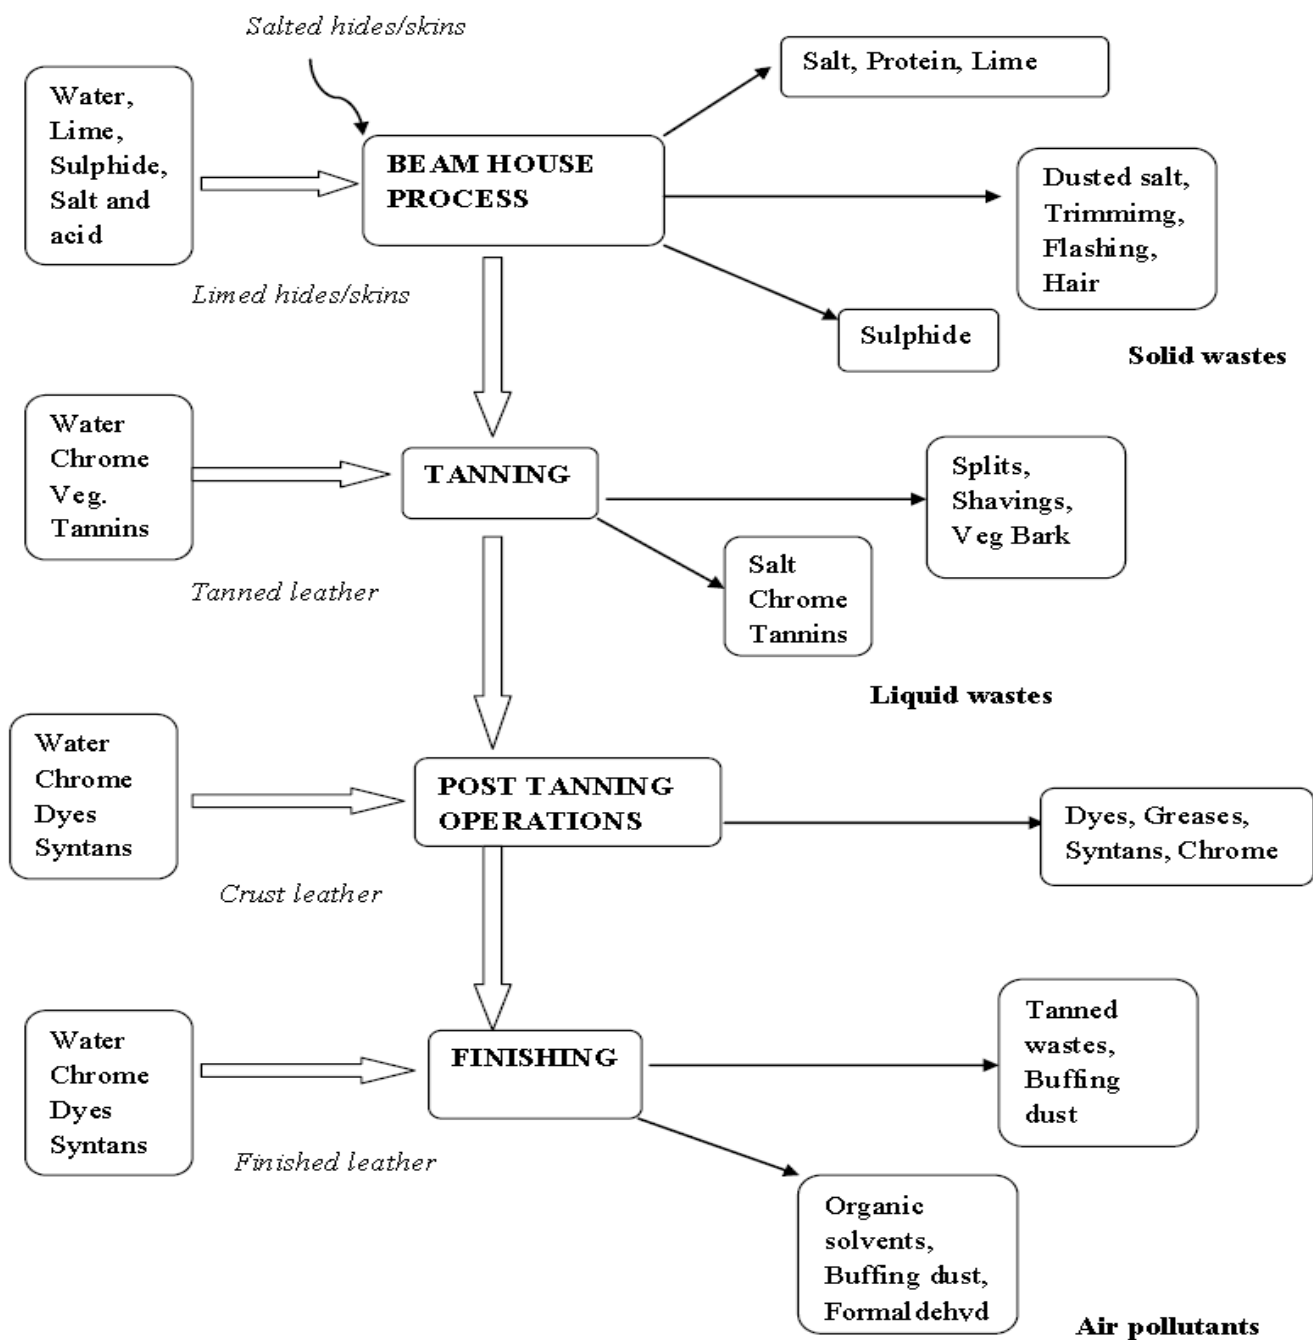 Salted hides/skins
Salt, Protein, Lime
Water,
Lime,
Sulphide,
Salt and
acid
BEAM HOUSE
PROCESS
Dusted salt,
Trimmimg,
Flashing,
Hair
Limed hides/skins
Sulphide
Solid wastes
Water
Chrome
Veg.
Tannins
TANNING
Splits,
Shavings,
Veg Bark
Salt
Chrome
Tannins
Tanned leather
Liquid wastes
Water
Chrome
Dyes
Syntans
POST TANNING
OPERATIONS
Dyes, Greases,
Syntans, Chrome
Crust leather
Water
Chrome
Dyes
Syntans
FINISHING
Tanned
wastes,
Buffing
dust
Finished leather
Organic
solvents,
Buffing dust,
Formaldehyd
Air pollutants